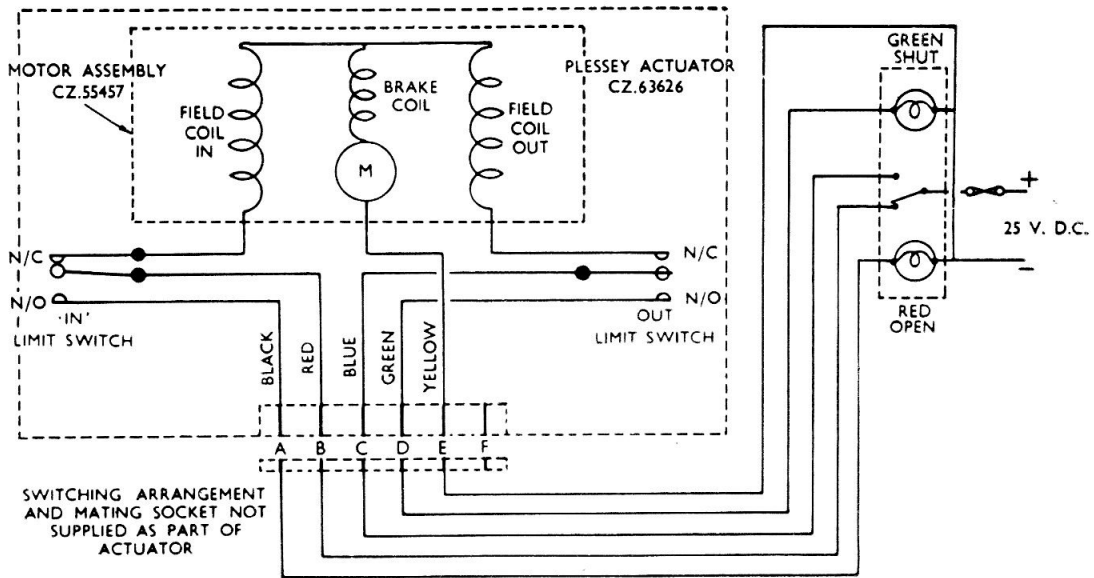 MOTOR ASSEMBLY
CZ.55457
FIELD
COIL
IN
BRAKE
COIL
M
FIELD
COIL
OUT
PLESSEY ACTUATOR
CZ.63626
GREEN
SHUT
+
25 V. D.C.
−
RED
OPEN
N/C
N/O
'IN'
LIMIT SWITCH
N/C
N/O
OUT
LIMIT SWITCH
BLACK
RED
BLUE
GREEN
YELLOW
A B C D E F
SWITCHING ARRANGEMENT
AND MATING SOCKET NOT
SUPPLIED AS PART OF
ACTUATOR